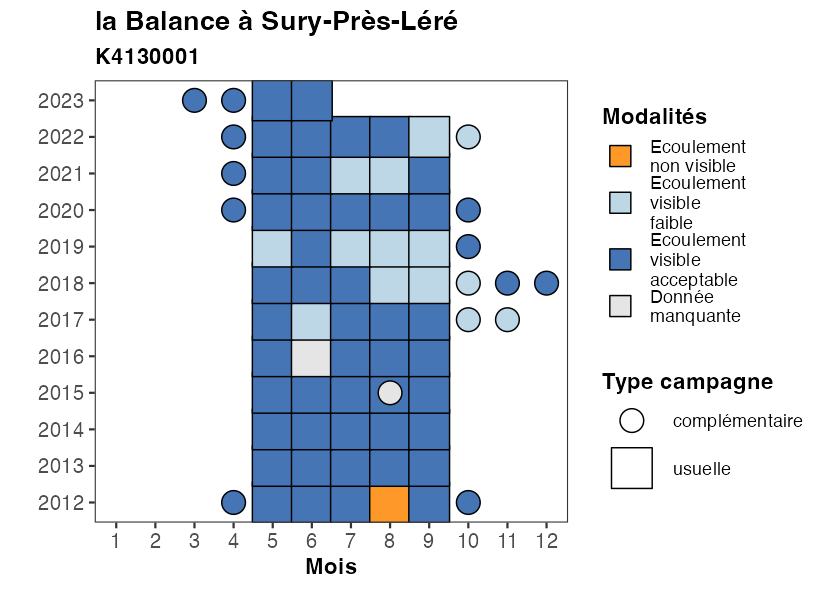 la Balance à Sury-Près-Léré
K4130001
2023
2022
2021
2020
2019
2018
2017
2016
2015
2014
2013
2012
1 2 3 4 5 6 7 8 9 10 11 12
Mois
Modalités
Ecoulement
non visible
Ecoulement
visible
faible
Ecoulement
visible
acceptable
Donnée
manquante
Type campagne
complémentaire
usuelle